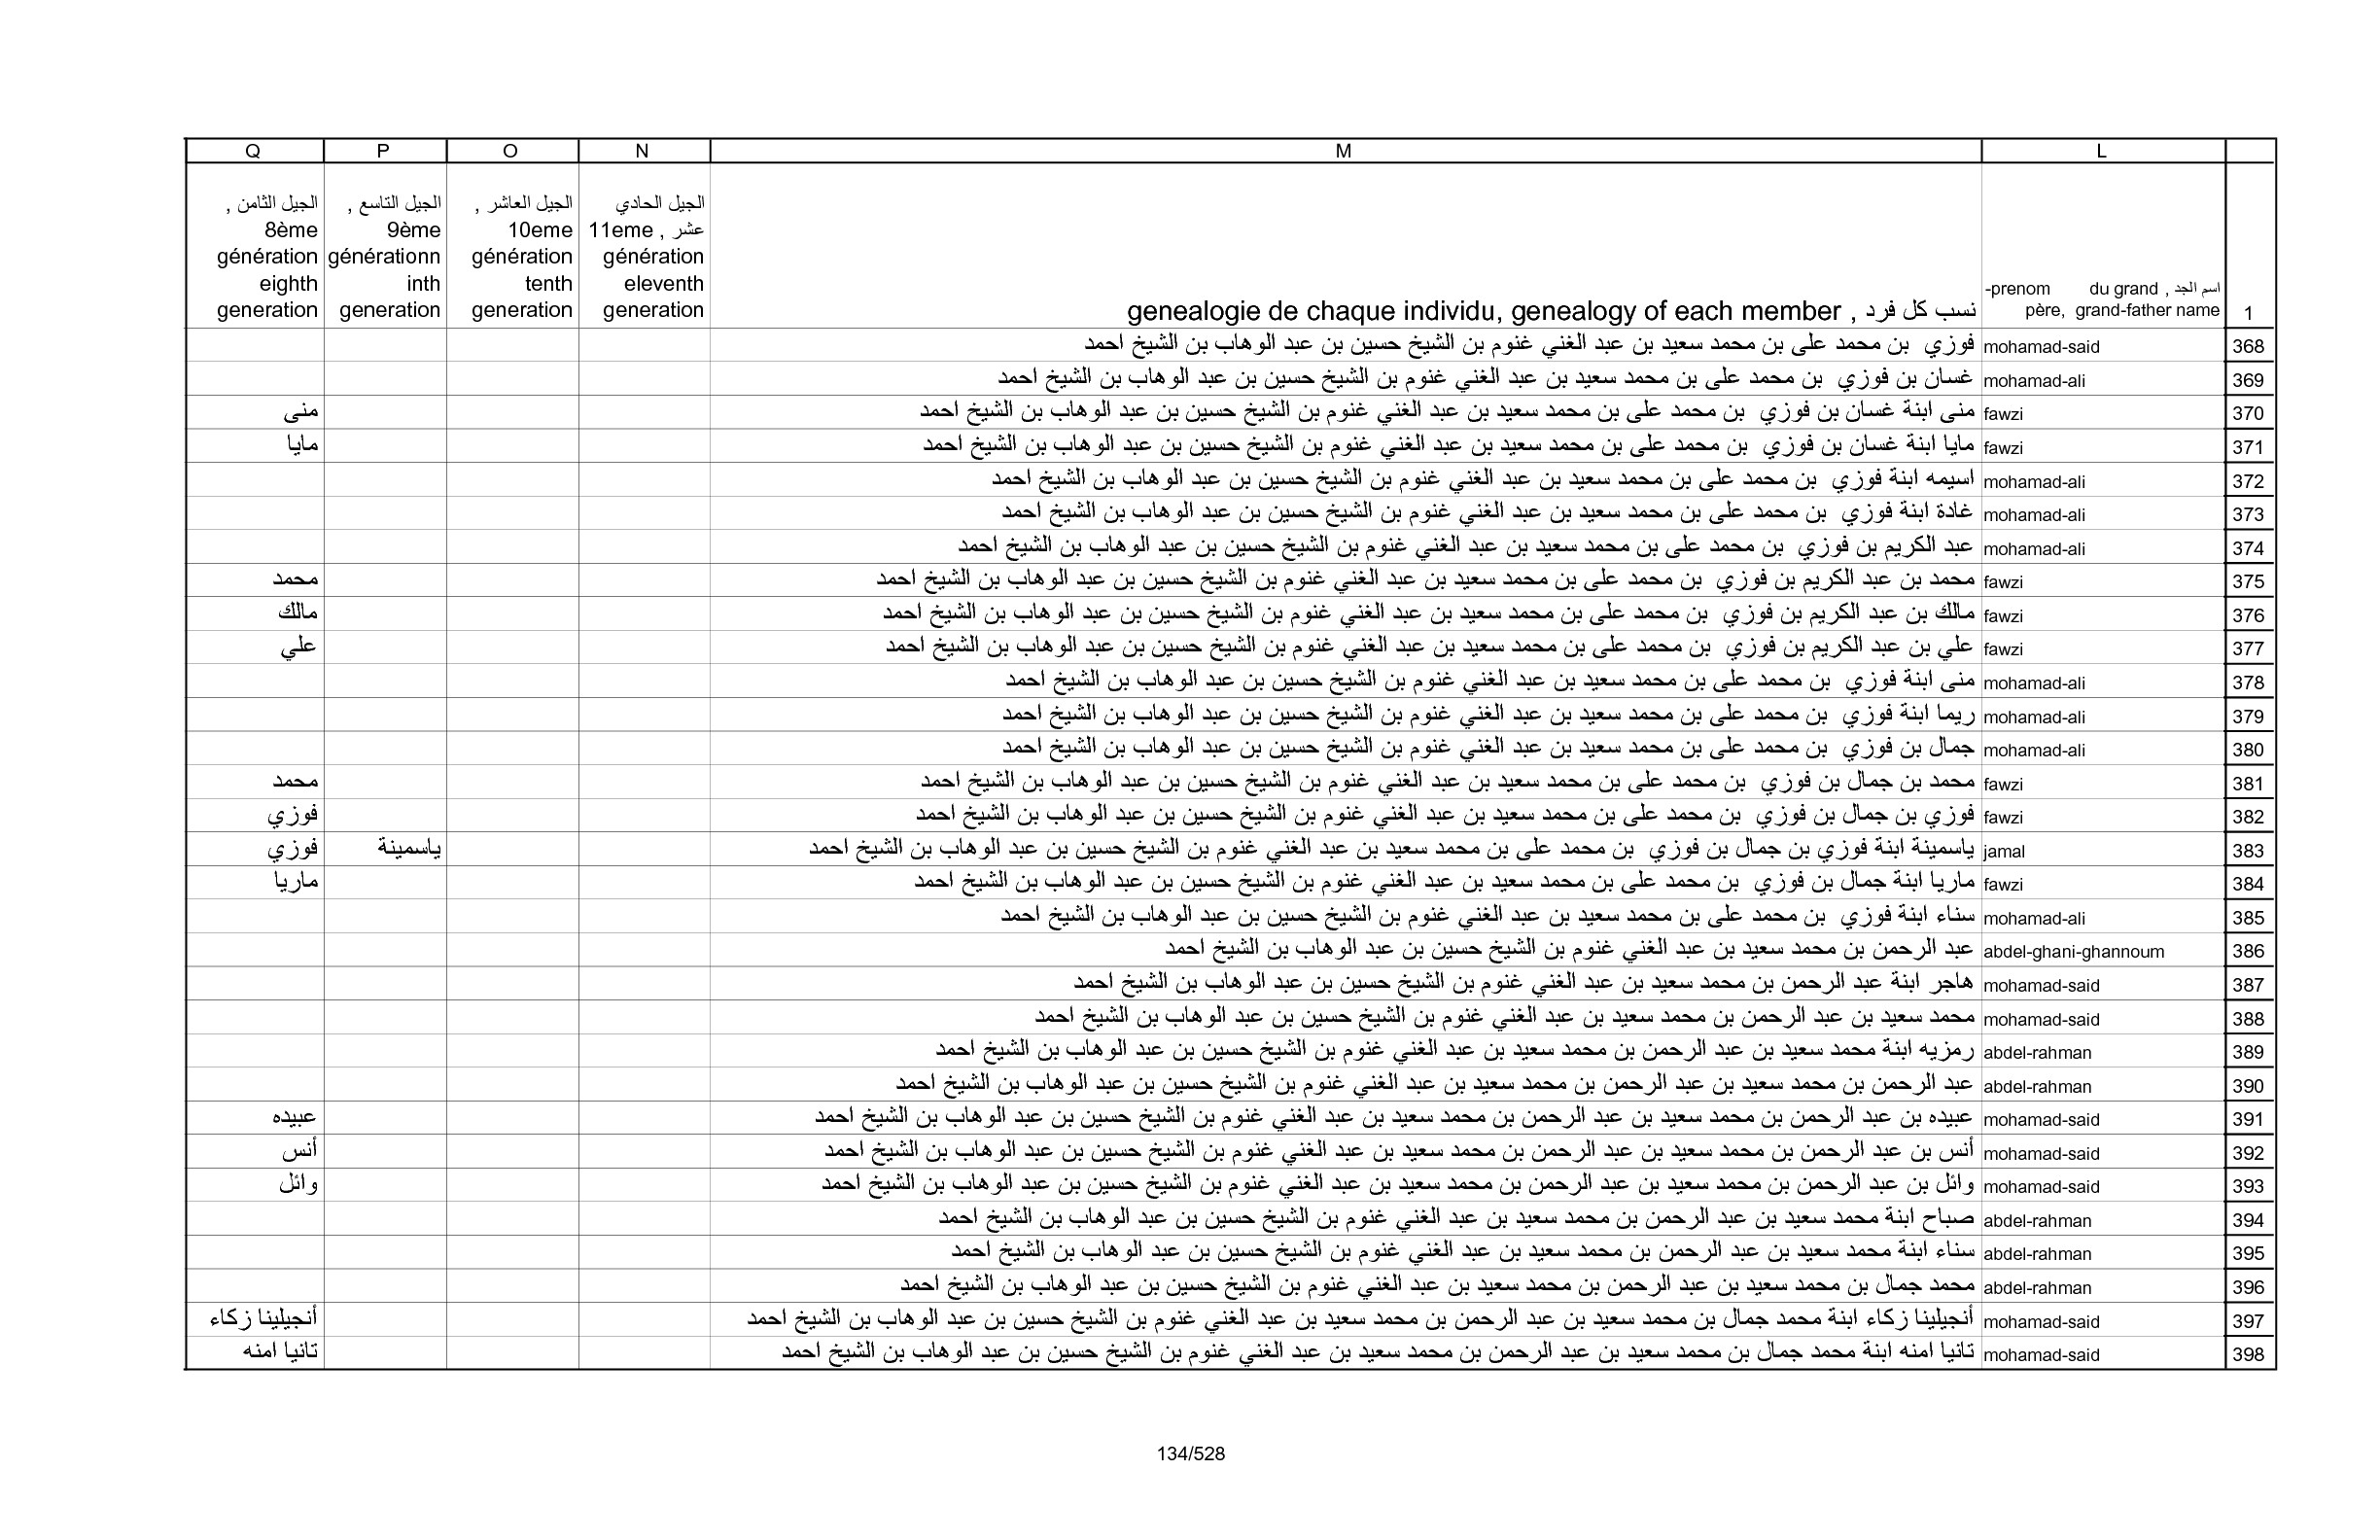 L M N O P Q
1 اسم الجد , prenom- du grand père, grand-father name نسب كل فرد , genealogie de chaque individu, genealogy of each member الجيل الحادي عشر , 11eme génération eleventh generation الجيل العاشر , 10eme génération tenth generation الجيل التاسع , 9ème générationn inth generation الجيل الثامن , 8ème génération eighth generation
368 mohamad-said فوزي بن محمد على بن محمد سعيد بن عبد الغني غنوم بن الشيخ حسين بن عبد الوهاب بن الشيخ احمد
369 mohamad-ali غسان بن فوزي بن محمد على بن محمد سعيد بن عبد الغني غنوم بن الشيخ حسين بن عبد الوهاب بن الشيخ احمد
370 fawzi منى ابنة غسان بن فوزي بن محمد على بن محمد سعيد بن عبد الغني غنوم بن الشيخ حسين بن عبد الوهاب بن الشيخ احمد منى
371 fawzi مايا ابنة غسان بن فوزي بن محمد على بن محمد سعيد بن عبد الغني غنوم بن الشيخ حسين بن عبد الوهاب بن الشيخ احمد مايا
372 mohamad-ali اسيمه ابنة فوزي بن محمد على بن محمد سعيد بن عبد الغني غنوم بن الشيخ حسين بن عبد الوهاب بن الشيخ احمد
373 mohamad-ali غادة ابنة فوزي بن محمد على بن محمد سعيد بن عبد الغني غنوم بن الشيخ حسين بن عبد الوهاب بن الشيخ احمد
374 mohamad-ali عبد الكريم بن فوزي بن محمد على بن محمد سعيد بن عبد الغني غنوم بن الشيخ حسين بن عبد الوهاب بن الشيخ احمد
375 fawzi محمد بن عبد الكريم بن فوزي بن محمد على بن محمد سعيد بن عبد الغني غنوم بن الشيخ حسين بن عبد الوهاب بن الشيخ احمد محمد
376 fawzi مالك بن عبد الكريم بن فوزي بن محمد على بن محمد سعيد بن عبد الغني غنوم بن الشيخ حسين بن عبد الوهاب بن الشيخ احمد مالك
377 fawzi علي بن عبد الكريم بن فوزي بن محمد على بن محمد سعيد بن عبد الغني غنوم بن الشيخ حسين بن عبد الوهاب بن الشيخ احمد علي
378 mohamad-ali منى ابنة فوزي بن محمد على بن محمد سعيد بن عبد الغني غنوم بن الشيخ حسين بن عبد الوهاب بن الشيخ احمد
379 mohamad-ali ريما ابنة فوزي بن محمد على بن محمد سعيد بن عبد الغني غنوم بن الشيخ حسين بن عبد الوهاب بن الشيخ احمد
380 mohamad-ali جمال بن فوزي بن محمد على بن محمد سعيد بن عبد الغني غنوم بن الشيخ حسين بن عبد الوهاب بن الشيخ احمد
381 fawzi محمد بن جمال بن فوزي بن محمد على بن محمد سعيد بن عبد الغني غنوم بن الشيخ حسين بن عبد الوهاب بن الشيخ احمد محمد
382 fawzi فوزي بن جمال بن فوزي بن محمد على بن محمد سعيد بن عبد الغني غنوم بن الشيخ حسين بن عبد الوهاب بن الشيخ احمد فوزي
383 jamal ياسمينة ابنة فوزي بن جمال بن فوزي بن محمد على بن محمد سعيد بن عبد الغني غنوم بن الشيخ حسين بن عبد الوهاب بن الشيخ احمد ياسمينة فوزي
384 fawzi ماريا ابنة جمال بن فوزي بن محمد على بن محمد سعيد بن عبد الغني غنوم بن الشيخ حسين بن عبد الوهاب بن الشيخ احمد ماريا
385 mohamad-ali سناء ابنة فوزي بن محمد على بن محمد سعيد بن عبد الغني غنوم بن الشيخ حسين بن عبد الوهاب بن الشيخ احمد
386 abdel-ghani-ghannoum عبد الرحمن بن محمد سعيد بن عبد الغني غنوم بن الشيخ حسين بن عبد الوهاب بن الشيخ احمد
387 mohamad-said هاجر ابنة عبد الرحمن بن محمد سعيد بن عبد الغني غنوم بن الشيخ حسين بن عبد الوهاب بن الشيخ احمد
388 mohamad-said محمد سعيد بن عبد الرحمن بن محمد سعيد بن عبد الغني غنوم بن الشيخ حسين بن عبد الوهاب بن الشيخ احمد
389 abdel-rahman رمزيه ابنة محمد سعيد بن عبد الرحمن بن محمد سعيد بن عبد الغني غنوم بن الشيخ حسين بن عبد الوهاب بن الشيخ احمد
390 abdel-rahman عبد الرحمن بن محمد سعيد بن عبد الرحمن بن محمد سعيد بن عبد الغني غنوم بن الشيخ حسين بن عبد الوهاب بن الشيخ احمد
391 mohamad-said عبيده بن عبد الرحمن بن محمد سعيد بن عبد الرحمن بن محمد سعيد بن عبد الغني غنوم بن الشيخ حسين بن عبد الوهاب بن الشيخ احمد عبيده
392 mohamad-said أنس بن عبد الرحمن بن محمد سعيد بن عبد الرحمن بن محمد سعيد بن عبد الغني غنوم بن الشيخ حسين بن عبد الوهاب بن الشيخ احمد أنس
393 mohamad-said وائل بن عبد الرحمن بن محمد سعيد بن عبد الرحمن بن محمد سعيد بن عبد الغني غنوم بن الشيخ حسين بن عبد الوهاب بن الشيخ احمد وائل
394 abdel-rahman صباح ابنة محمد سعيد بن عبد الرحمن بن محمد سعيد بن عبد الغني غنوم بن الشيخ حسين بن عبد الوهاب بن الشيخ احمد
395 abdel-rahman سناء ابنة محمد سعيد بن عبد الرحمن بن محمد سعيد بن عبد الغني غنوم بن الشيخ حسين بن عبد الوهاب بن الشيخ احمد
396 abdel-rahman محمد جمال بن محمد سعيد بن عبد الرحمن بن محمد سعيد بن عبد الغني غنوم بن الشيخ حسين بن عبد الوهاب بن الشيخ احمد
397 mohamad-said أنجيلينا زكاء ابنة محمد جمال بن محمد سعيد بن عبد الرحمن بن محمد سعيد بن عبد الغني غنوم بن الشيخ حسين بن عبد الوهاب بن الشيخ احمد أنجيلينا زكاء
398 mohamad-said تانيا امنه ابنة محمد جمال بن محمد سعيد بن عبد الرحمن بن محمد سعيد بن عبد الغني غنوم بن الشيخ حسين بن عبد الوهاب بن الشيخ احمد تانيا امنه
134/528